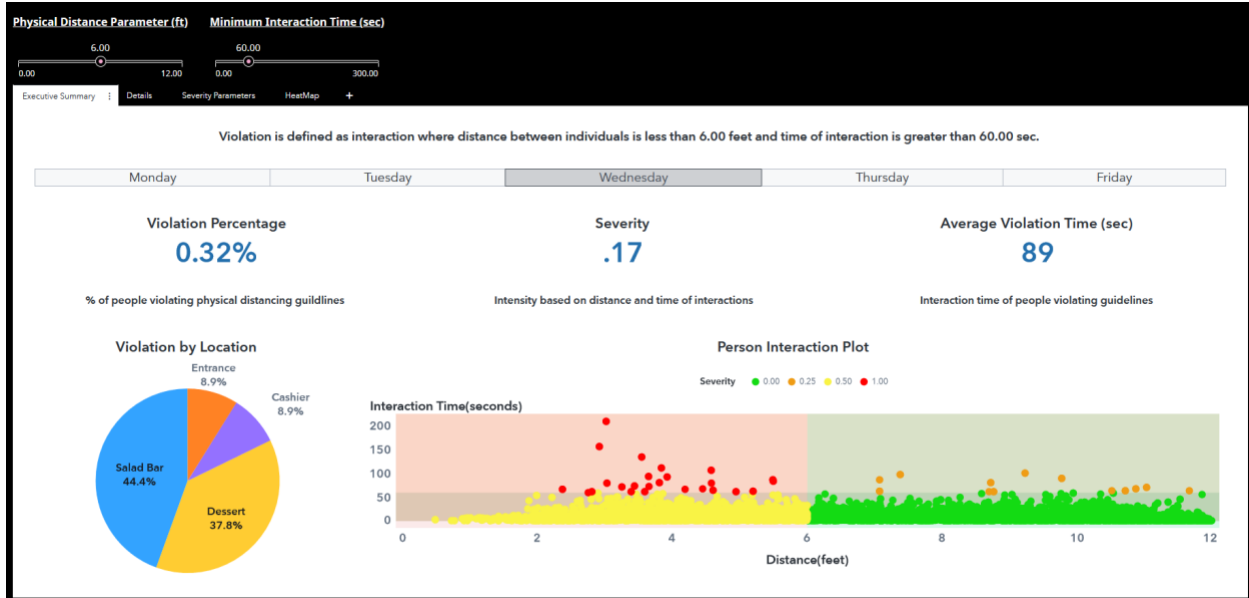 Physical Distance Parameter (ft) Minimum Interaction Time (sec)
6.00 60.00
0.00 12.00 0.00 300.00
Executive Summary Details Severity Parameters HeatMap +
Violation is defined as interaction where distance between individuals is less than 6.00 feet and time of interaction is greater than 60.00 sec.
Monday Tuesday Wednesday Thursday Friday
Violation Percentage Severity Average Violation Time (sec)
0.32% .17 89
% of people violating physical distancing guildlines Intensity based on distance and time of interactions Interaction time of people violating guidelines
Violation by Location
Entrance
8.9%
Cashier
8.9%
Salad Bar
44.4%
Dessert
37.8%
Person Interaction Plot
Severity 0.00 0.25 0.50 1.00
Interaction Time(seconds)
200
150
100
50
0
0 2 4 6 8 10 12
Distance(feet)